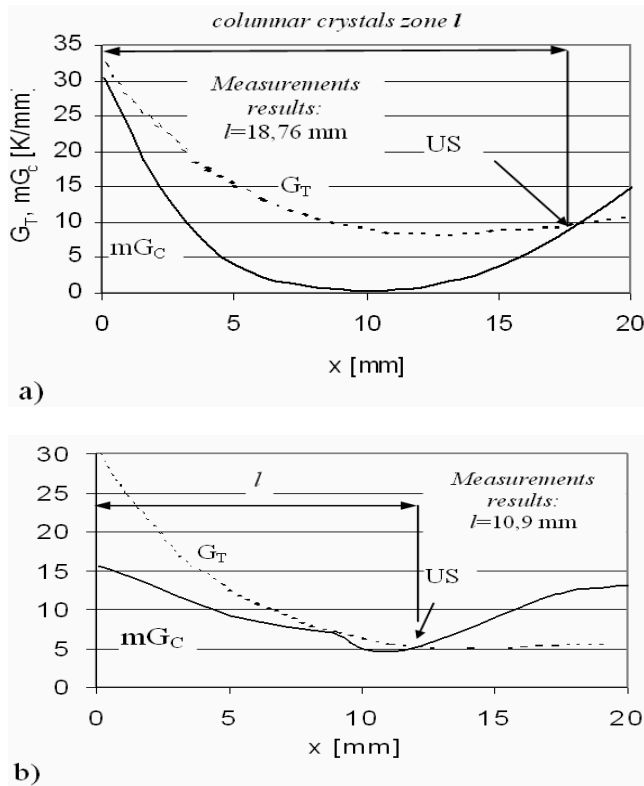 columnar crystals zone l
35
30
25
20
15
10
5
0
G_T, mG_c [K/mm]
Measurements
results:
l=18,76 mm
US
G_T
mG_C
0 5 10 15 20
x [mm]
a)
30
25
20
15
10
5
0
l
Measurements
results:
l=10,9 mm
G_T
US
mG_C
0 5 10 15 20
x [mm]
b)